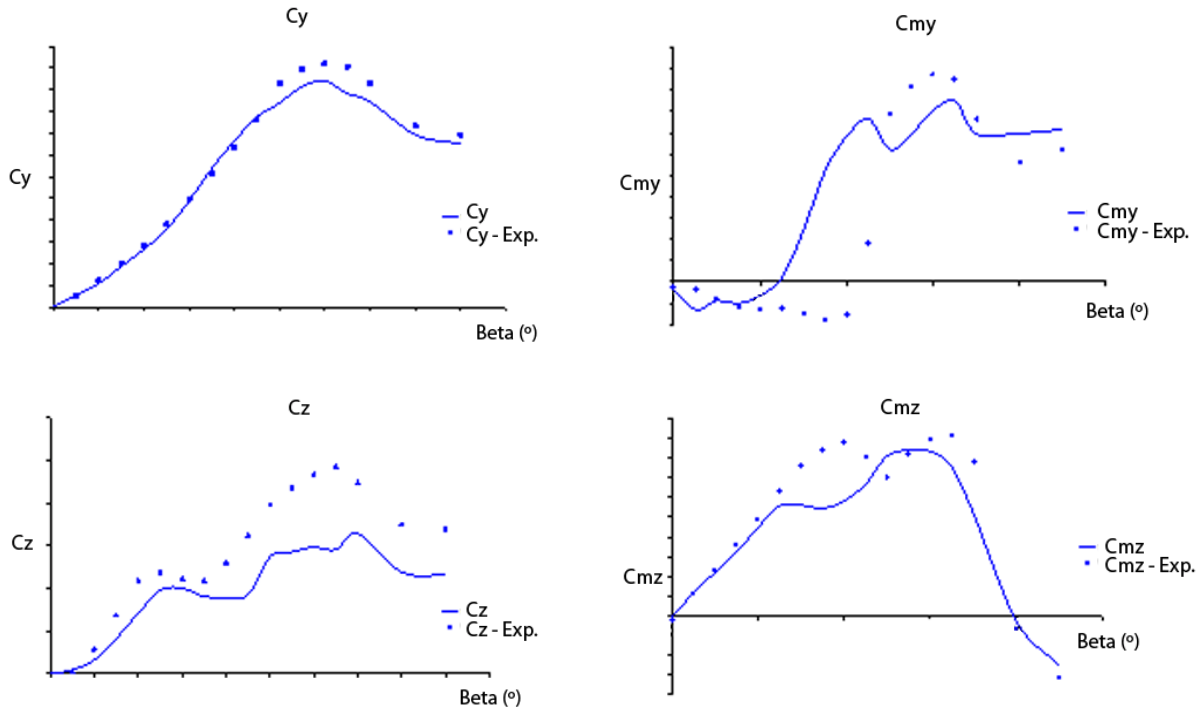 Cy
Cy
Cy
Cy - Exp.
Beta (º)
Cmy
Cmy
Cmy
Cmy - Exp.
Beta (º)
Cz
Cz
Cz
Cz - Exp.
Beta (º)
Cmz
Cmz
Cmz
Cmz - Exp.
Beta (º)